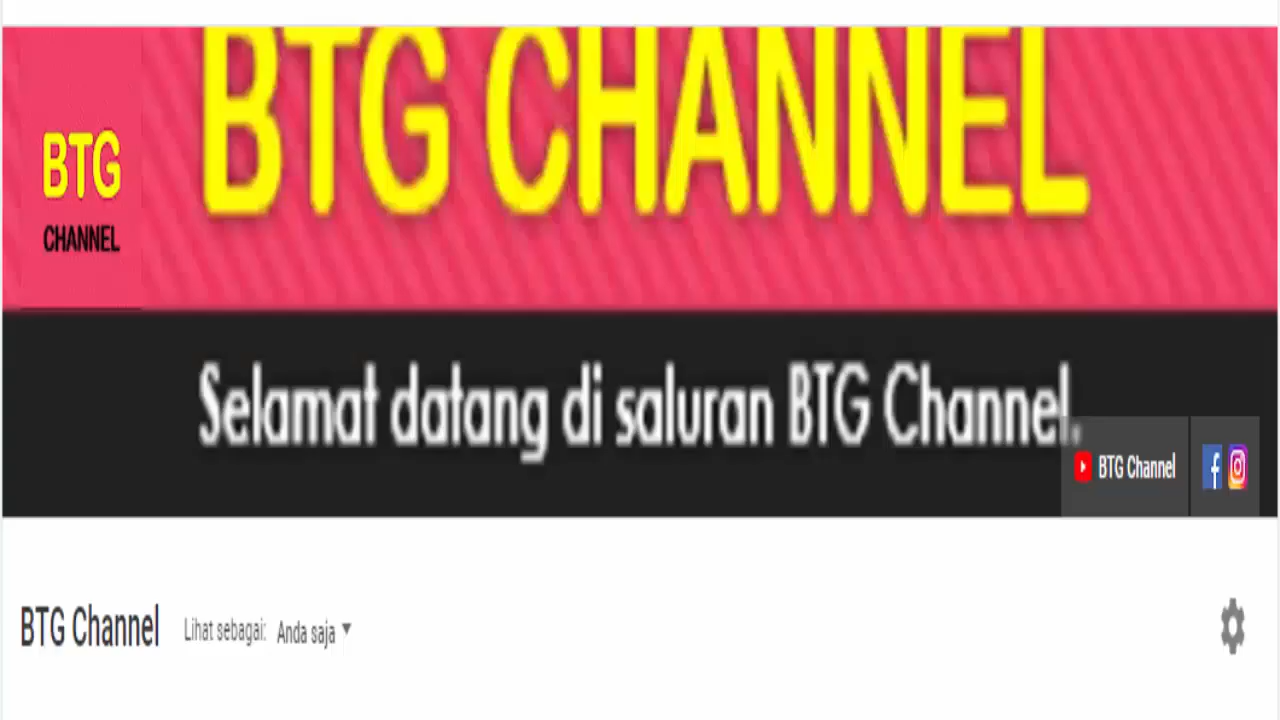 BTG CHANNEL
BTG
CHANNEL
Selamat datang di saluran BTG Channel.
BTG Channel
BTG Channel Lihat sebagai: Anda saja